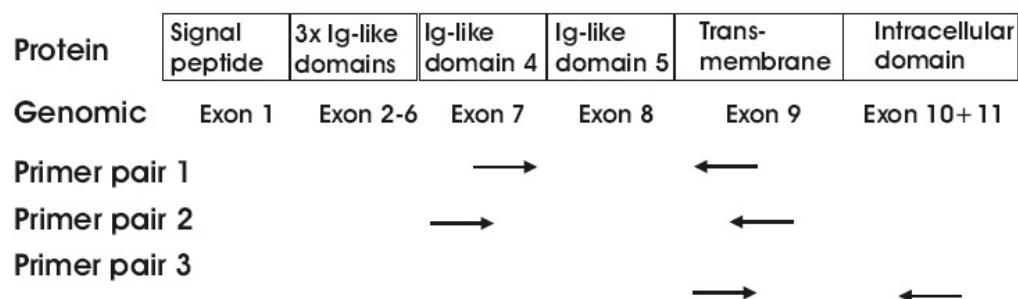 Protein
Signal peptide
3x Ig-like domains
Ig-like domain 4
Ig-like domain 5
Trans-membrane
Intracellular domain
Genomic Exon 1 Exon 2-6 Exon 7 Exon 8 Exon 9 Exon 10+11
Primer pair 1
Primer pair 2
Primer pair 3